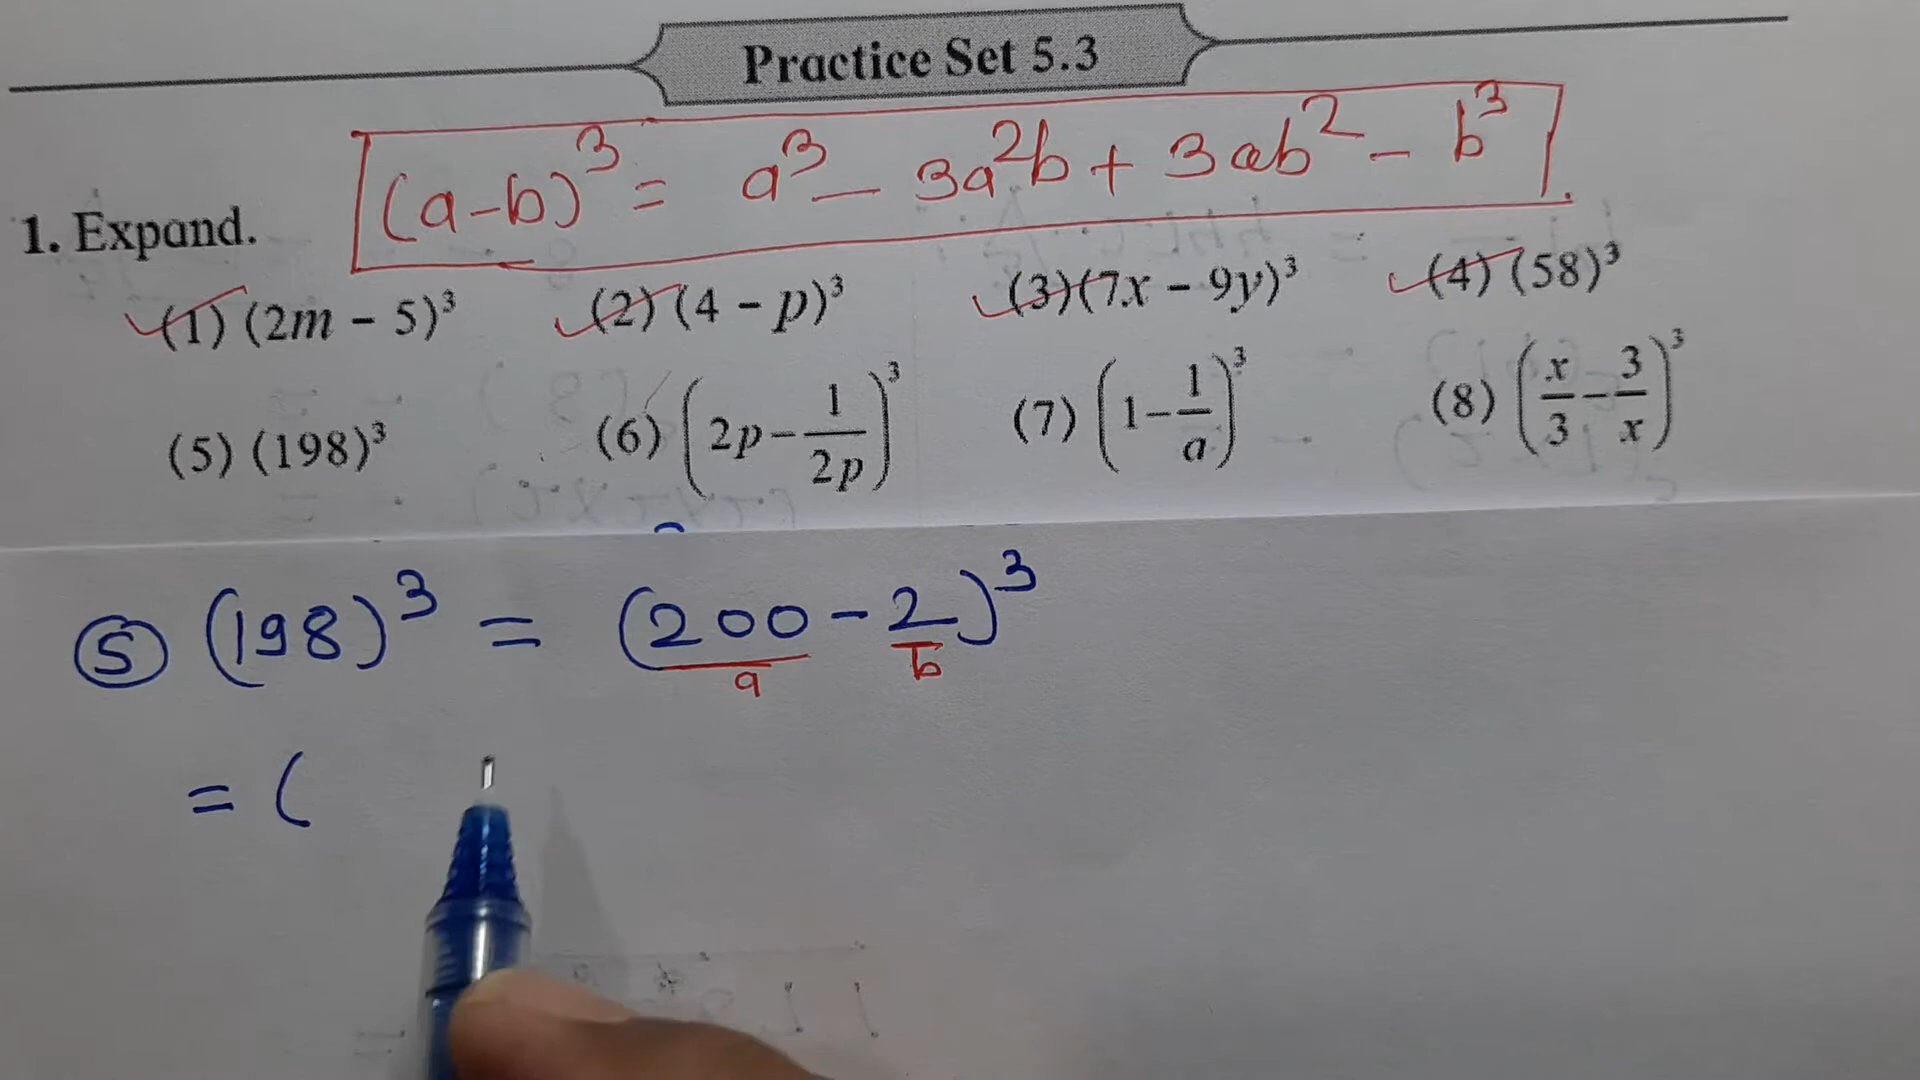 Practice Set 5.3
(a-b)³ = a³ - 3a²b + 3ab² - b³
1. Expand.
(1) (2m - 5)³ (2) (4 - p)³ (3) (7x - 9y)³ (4) (58)³
(5) (198)³ (6) (2p - 1/2p)³ (7) (1 - 1/a)³ (8) (x/3 - 3/x)³
⑤ (198)³ = (200 - 2)³
a b
= (